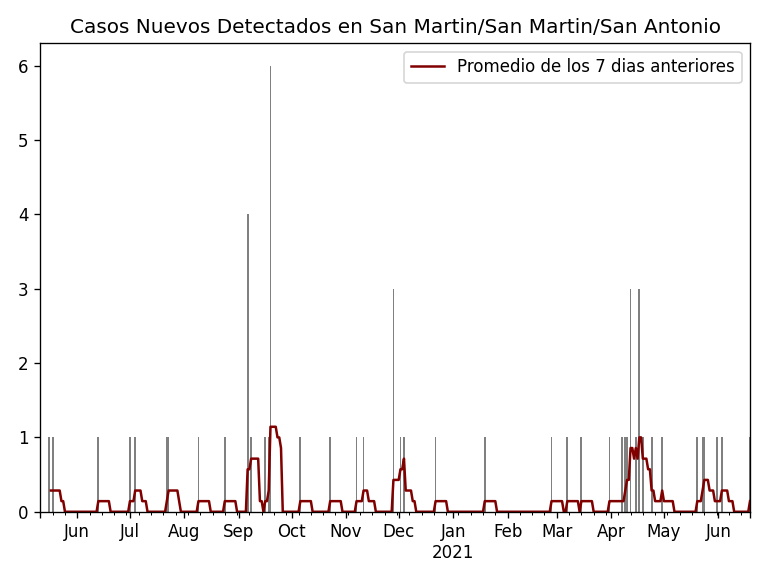 Casos Nuevos Detectados en San Martin/San Martin/San Antonio
Promedio de los 7 dias anteriores
6
5
4
3
2
1
0
Jun Jul Aug Sep Oct Nov Dec Jan Feb Mar Apr May Jun
2021